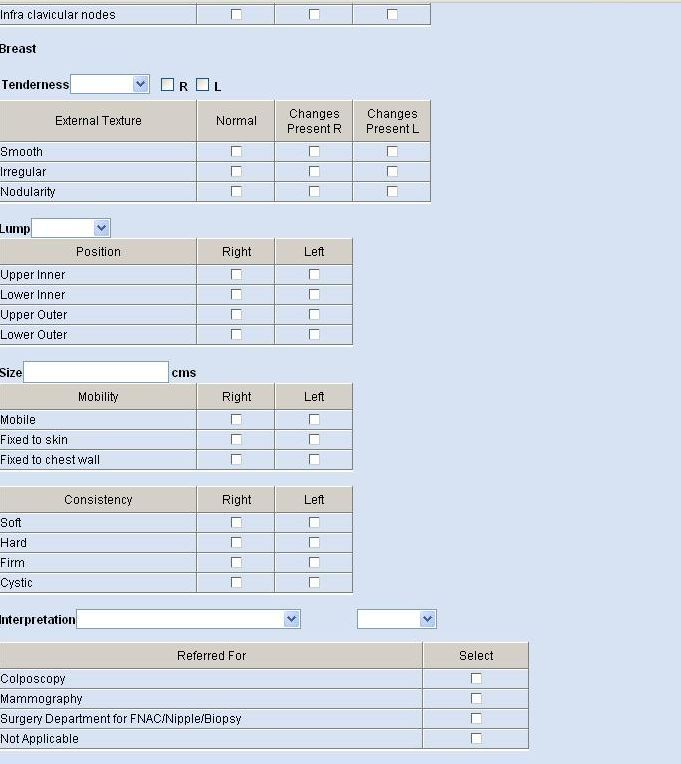 Infra clavicular nodes
Breast
Tenderness R L
External Texture Normal Changes Present R Changes Present L
Smooth
Irregular
Nodularity
Lump
Position Right Left
Upper Inner
Lower Inner
Upper Outer
Lower Outer
Size cms
Mobility Right Left
Mobile
Fixed to skin
Fixed to chest wall
Consistency Right Left
Soft
Hard
Firm
Cystic
Interpretation
Referred For Select
Colposcopy
Mammography
Surgery Department for FNAC/Nipple/Biopsy
Not Applicable